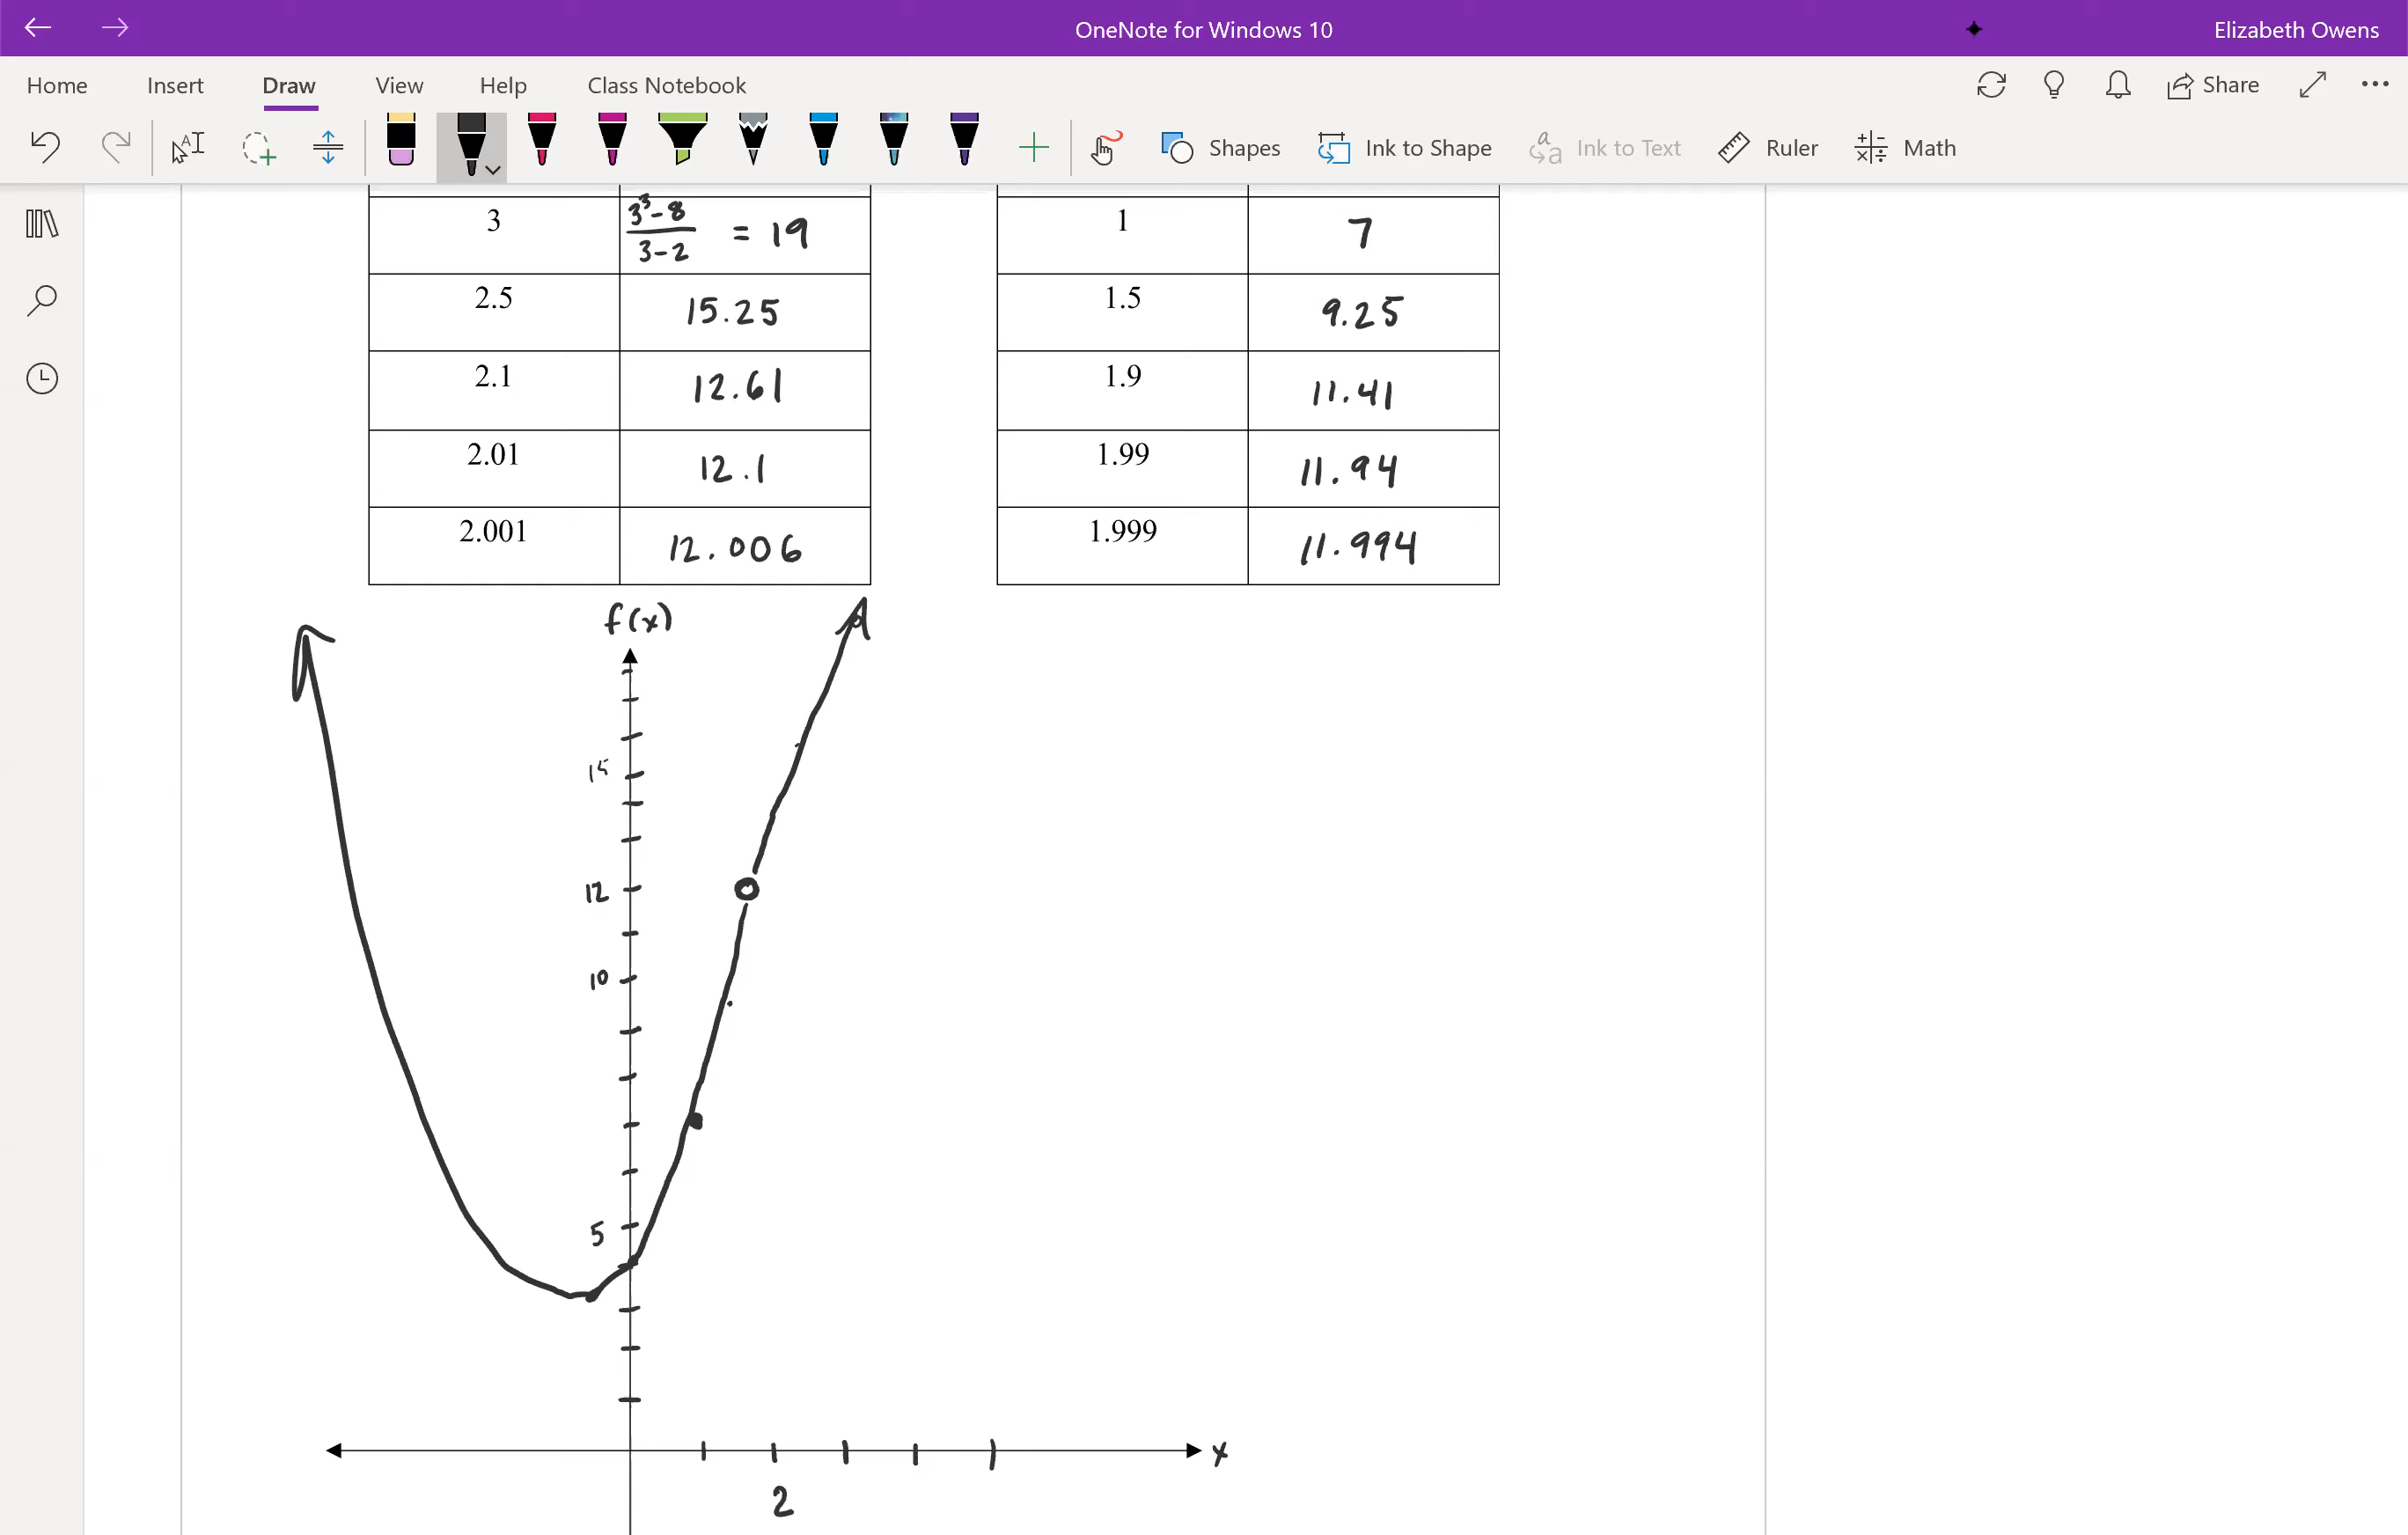 OneNote for Windows 10
Elizabeth Owens
Home Insert Draw View Help Class Notebook Share
Shapes Ink to Shape Ink to Text Ruler Math
3 3³-8/3-2 = 19 1 7
2.5 15.25 1.5 9.25
2.1 12.61 1.9 11.41
2.01 12.1 1.99 11.94
2.001 12.006 1.999 11.994
f(x)
15
12
10
5
x
2